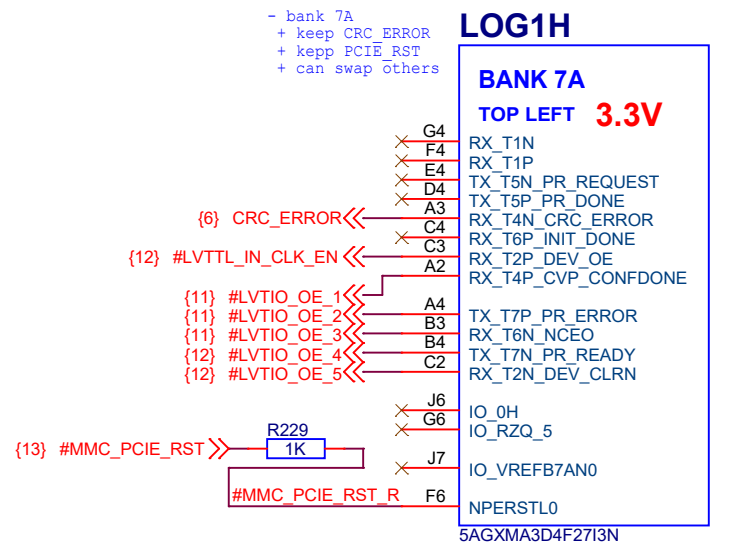 - bank 7A
+ keep CRC_ERROR
+ kepp PCIE_RST
+ can swap others
LOG1H
BANK 7A
TOP LEFT 3.3V
G4 RX_T1N
F4 RX_T1P
E4 TX_T5N_PR_REQUEST
D4 TX_T5P_PR_DONE
{6} CRC_ERROR A3 RX_T4N_CRC_ERROR
C4 RX_T6P_INIT_DONE
{12} #LVTTL_IN_CLK_EN C3 RX_T2P_DEV_OE
A2 RX_T4P_CVP_CONFDONE
{11} #LVTIO_OE_1
{11} #LVTIO_OE_2 A4 TX_T7P_PR_ERROR
{11} #LVTIO_OE_3 B3 RX_T6N_NCEO
{12} #LVTIO_OE_4 B4 TX_T7N_PR_READY
{12} #LVTIO_OE_5 C2 RX_T2N_DEV_CLRN
J6 IO_0H
G6 IO_RZQ_5
R229
{13} #MMC_PCIE_RST 1K J7 IO_VREFB7AN0
#MMC_PCIE_RST_R F6 NPERSTL0
5AGXMA3D4F27I3N